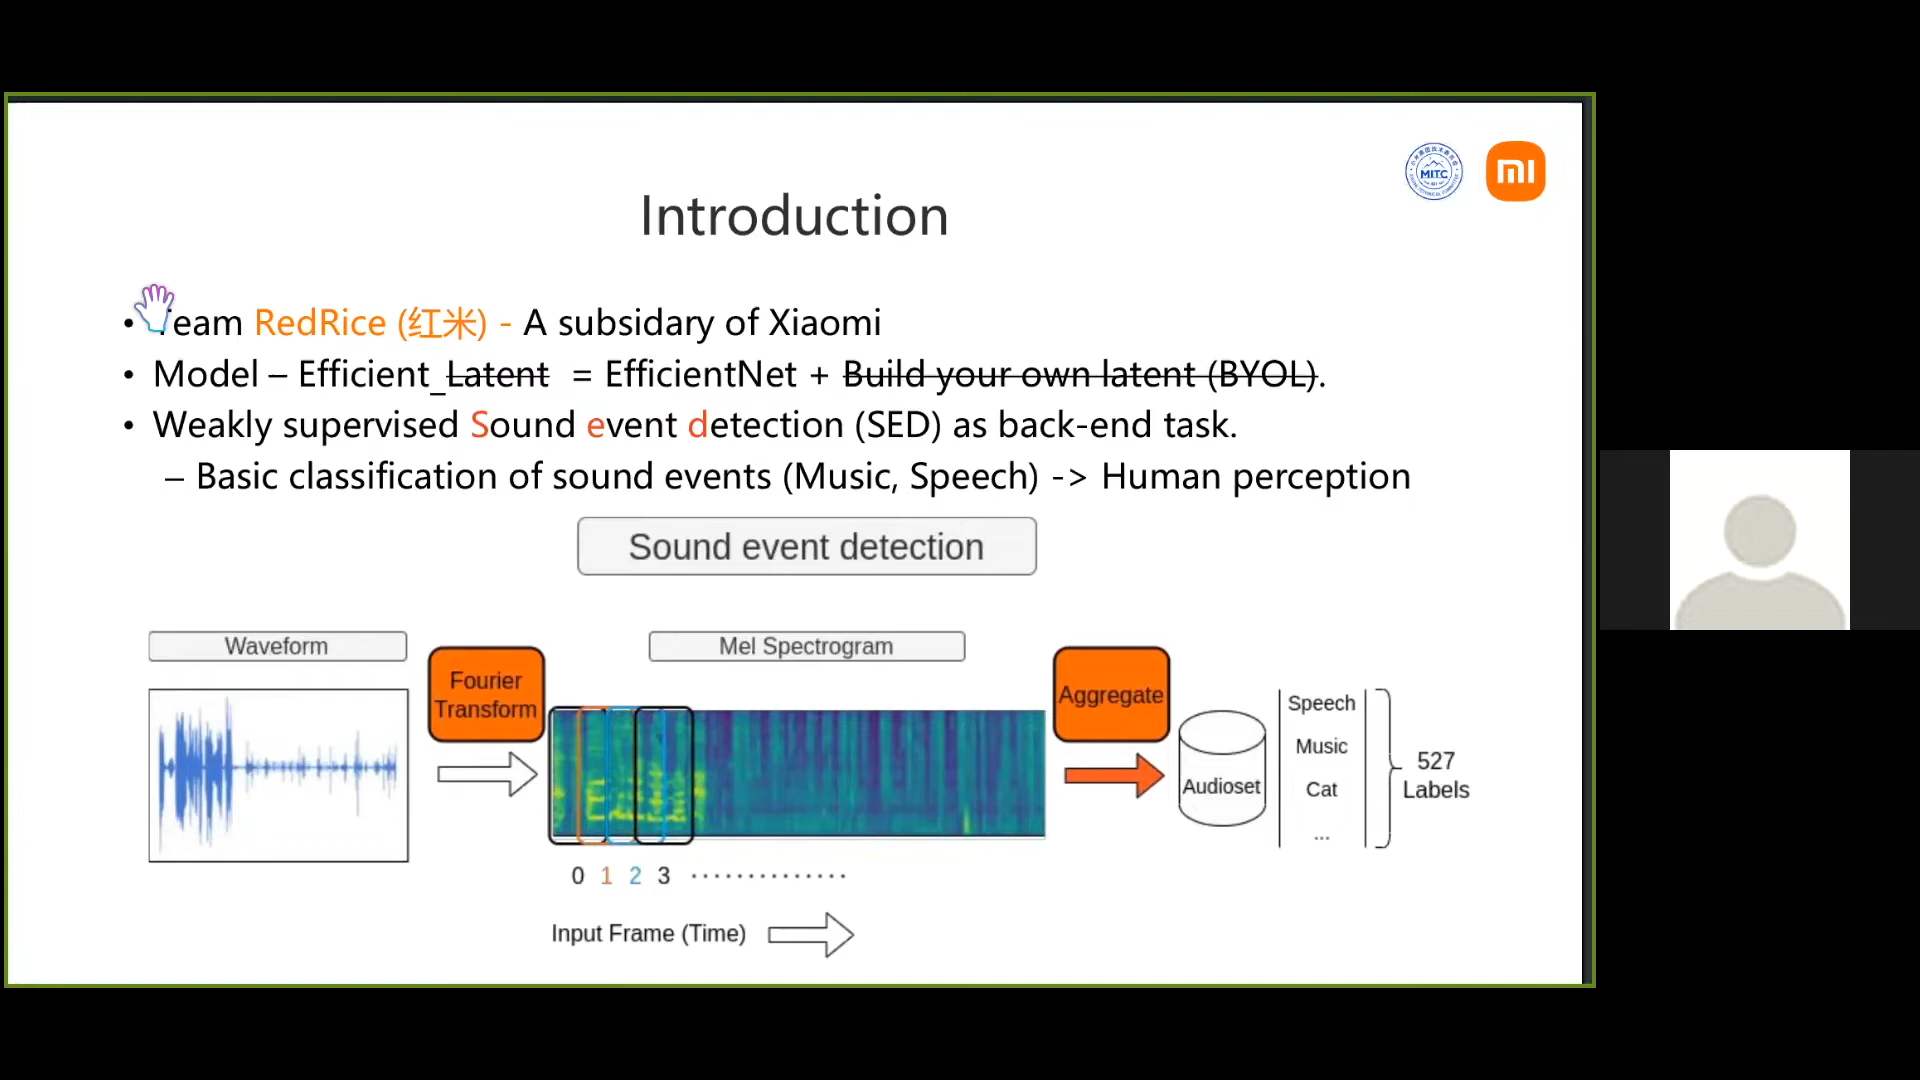 MITC
Introduction
• Team RedRice (红米) - A subsidary of Xiaomi
• Model – Efficient_Latent = EfficientNet + Build your own latent (BYOL).
• Weakly supervised Sound event detection (SED) as back-end task.
– Basic classification of sound events (Music, Speech) -> Human perception
Sound event detection
Waveform
Fourier
Transform
Mel Spectrogram
Aggregate
Audioset
Speech
Music
Cat
...
527
Labels
0 1 2 3 ..............
Input Frame (Time)